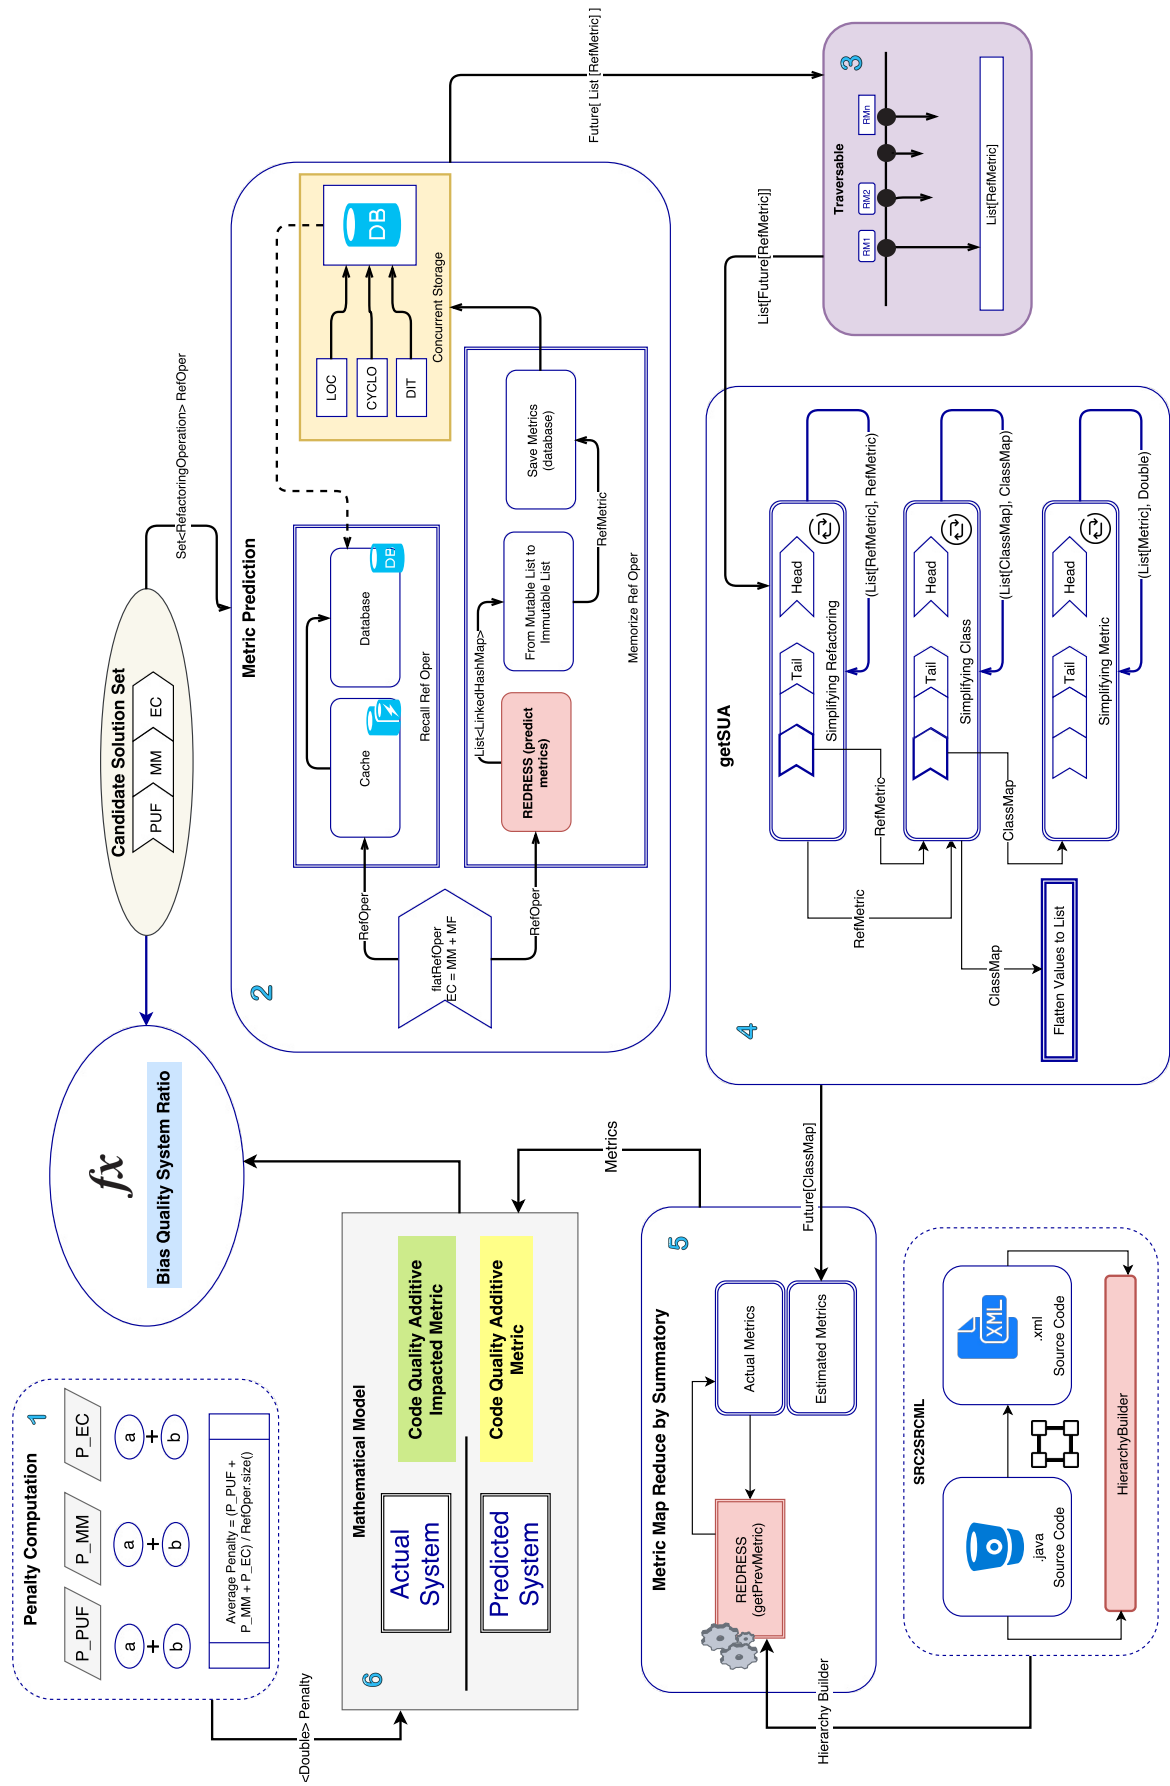 Penalty Computation
1
P_PUF
P_MM
P_EC
a
+
b
a
+
b
a
+
b
Average Penalty = (P_PUF +
P_MM + P_EC) / RefOper.size()
<Double> Penalty
fx
Bias Quality System Ratio
Candidate Solution Set
PUF
MM
EC
Set<RefactoringOperation> RefOper
2
Metric Prediction
flatRefOper
EC = MM + MF
RefOper
RefOper
Cache
Database
DB
Recall Ref Oper
REDRESS (predict
metrics)
List<LinkedHashMap>
From Mutable List to
Immutable List
RefMetric
Save Metrics
(database)
Memorize Ref Oper
LOC
CYCLO
DIT
DB
Concurrent Storage
Future[ List [RefMetric] ]
3
Traversable
RM1
RM2
RMn
List[RefMetric]
List[Future[RefMetric]]
4
getSUA
Tail
Head
Simplifying Refactoring
(List[RefMetric], RefMetric)
RefMetric
RefMetric
Tail
Head
Simplifying Class
(List[ClassMap], ClassMap)
ClassMap
ClassMap
Tail
Head
Simplifying Metric
(List[Metric], Double)
Flatten Values to List
Future[ClassMap]
6
Mathematical Model
Actual
System
Code Quality Additive
Impacted Metric
Predicted
System
Code Quality Additive
Metric
Metrics
5
Metric Map Reduce by Summatory
REDRESS
(getPrevMetric)
Actual Metrics
Estimated Metrics
Hierarchy Builder
SRC2SRCML
.java
Source Code
XML
.xml
Source Code
HierarchyBuilder